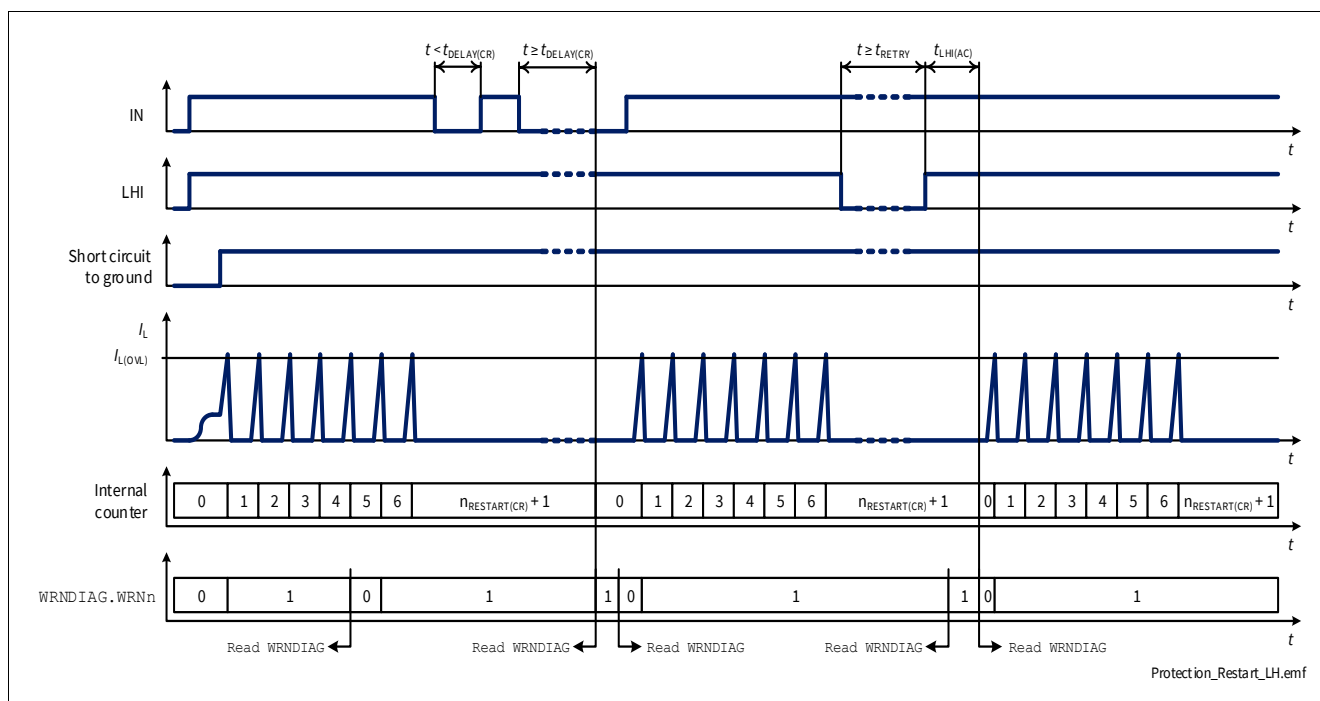 t < tDELAY(CR) t ≥ tDELAY(CR) t ≥ tRETRY tLHI(AC)
IN
t
LHI
t
Short circuit
to ground
t
IL
IL(OVL)
t
Internal
counter
0 1 2 3 4 5 6 nRESTART(CR) + 1 0 1 2 3 4 5 6 nRESTART(CR) + 1 0 1 2 3 4 5 6 nRESTART(CR) + 1
t
WRNDIAG.WRNn
0 1 0 1 1 0 1 1 0 1
t
Read WRNDIAG Read WRNDIAG Read WRNDIAG Read WRNDIAG Read WRNDIAG
Protection_Restart_LH.emf